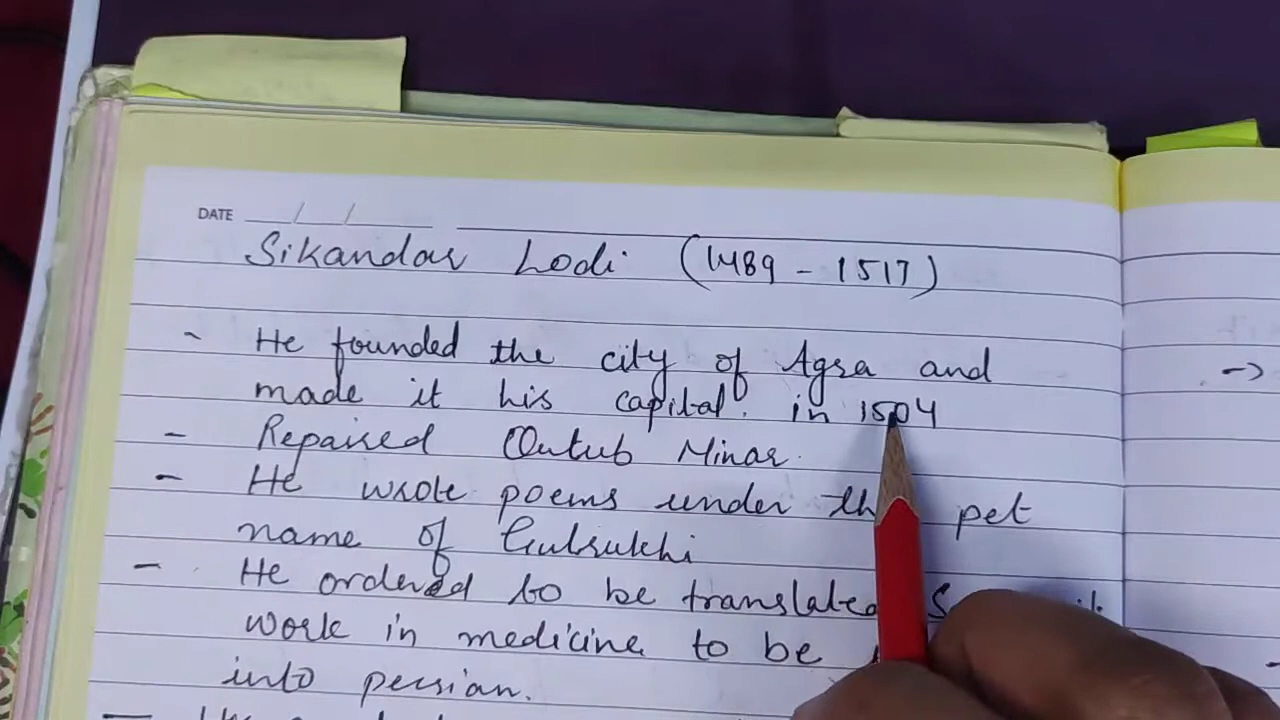 DATE / /
Sikandar Lodi (1489 - 1517)
- He founded the city of Agra and
made it his capital. in 1504
- Repaired Qutub Minar.
- He wrote poems under the pet
name of Gulrukhi
- He ordered to be translated
work in medicine to be
into persian.
->